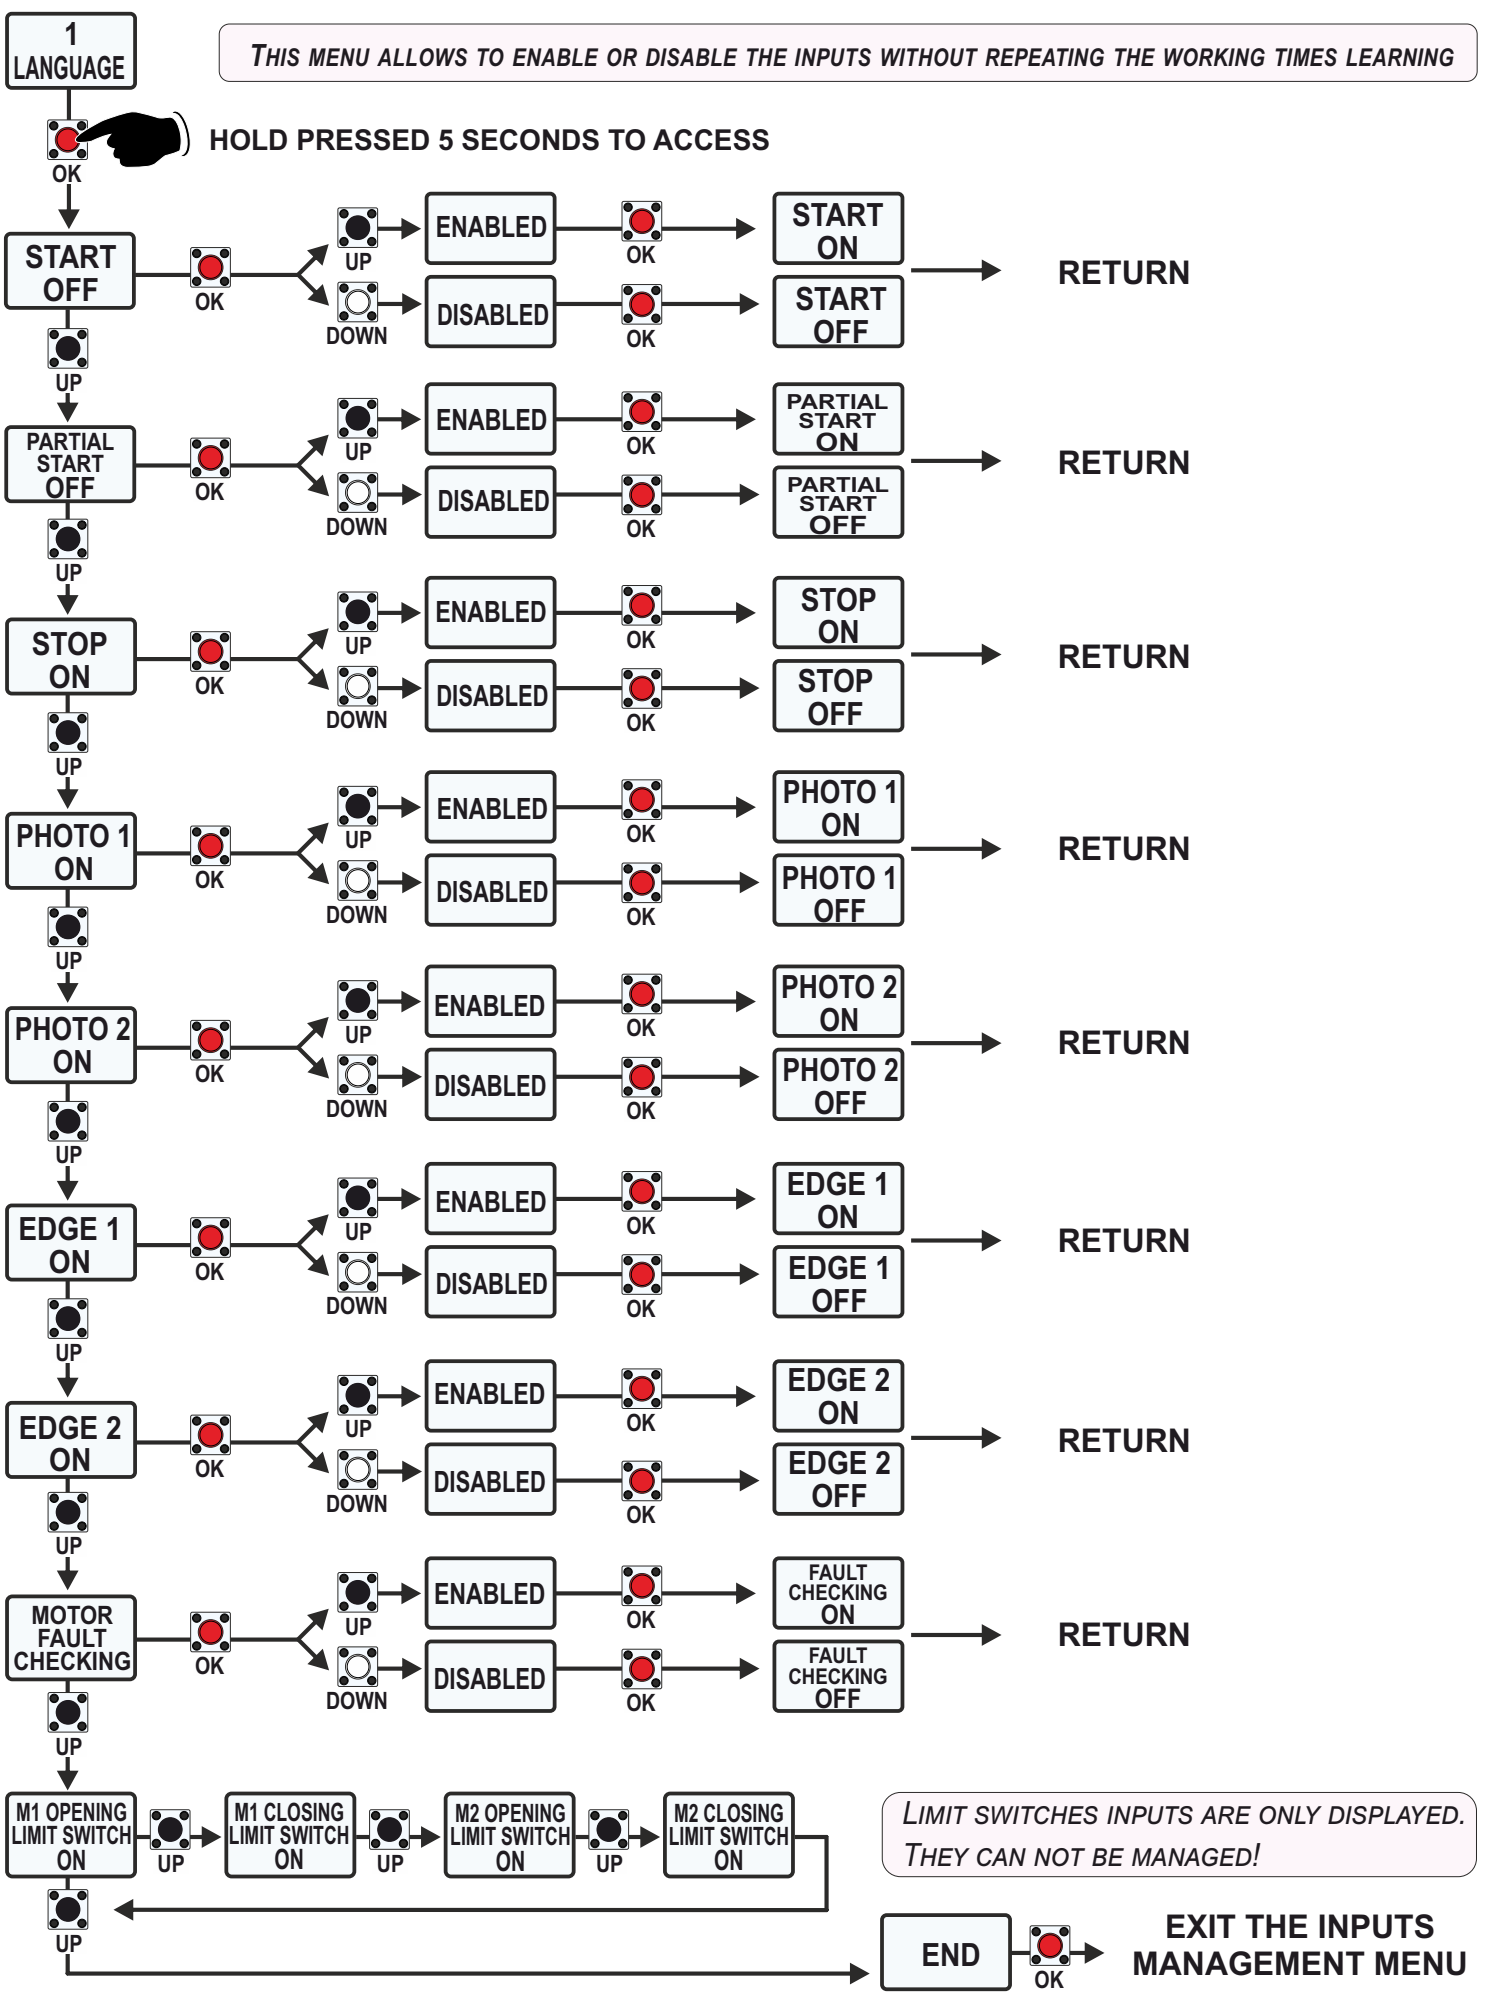 1
LANGUAGE
THIS MENU ALLOWS TO ENABLE OR DISABLE THE INPUTS WITHOUT REPEATING THE WORKING TIMES LEARNING
OK
HOLD PRESSED 5 SECONDS TO ACCESS
START
OFF
OK
UP
ENABLED
OK
START
ON
DOWN
DISABLED
OK
START
OFF
RETURN
UP
PARTIAL
START
OFF
OK
UP
ENABLED
OK
PARTIAL
START
ON
DOWN
DISABLED
OK
PARTIAL
START
OFF
RETURN
UP
STOP
ON
OK
UP
ENABLED
OK
STOP
ON
DOWN
DISABLED
OK
STOP
OFF
RETURN
UP
PHOTO 1
ON
OK
UP
ENABLED
OK
PHOTO 1
ON
DOWN
DISABLED
OK
PHOTO 1
OFF
RETURN
UP
PHOTO 2
ON
OK
UP
ENABLED
OK
PHOTO 2
ON
DOWN
DISABLED
OK
PHOTO 2
OFF
RETURN
UP
EDGE 1
ON
OK
UP
ENABLED
OK
EDGE 1
ON
DOWN
DISABLED
OK
EDGE 1
OFF
RETURN
UP
EDGE 2
ON
OK
UP
ENABLED
OK
EDGE 2
ON
DOWN
DISABLED
OK
EDGE 2
OFF
RETURN
UP
MOTOR
FAULT
CHECKING
OK
UP
ENABLED
OK
FAULT
CHECKING
ON
DOWN
DISABLED
OK
FAULT
CHECKING
OFF
RETURN
UP
M1 OPENING
LIMIT SWITCH
ON
UP
M1 CLOSING
LIMIT SWITCH
ON
UP
M2 OPENING
LIMIT SWITCH
ON
UP
M2 CLOSING
LIMIT SWITCH
ON
LIMIT SWITCHES INPUTS ARE ONLY DISPLAYED.
THEY CAN NOT BE MANAGED!
UP
END
OK
EXIT THE INPUTS
MANAGEMENT MENU